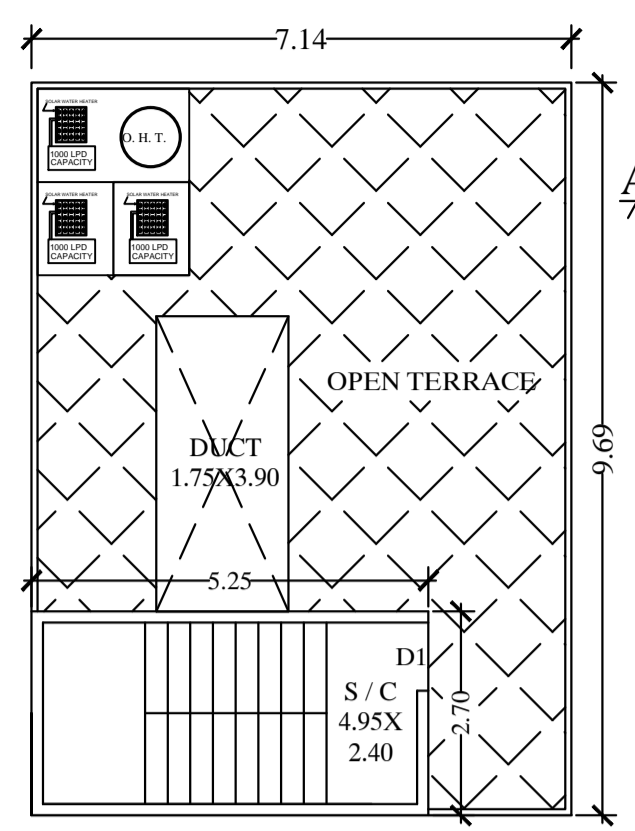 7.14
SOLAR WATER HEATER
1000 LPD
CAPACITY
O. H. T.
A
SOLAR WATER HEATER
1000 LPD
CAPACITY
SOLAR WATER HEATER
1000 LPD
CAPACITY
OPEN TERRACE
DUCT
1.75X3.90
9.69
5.25
D1
S / C
4.95X
2.40
2.70